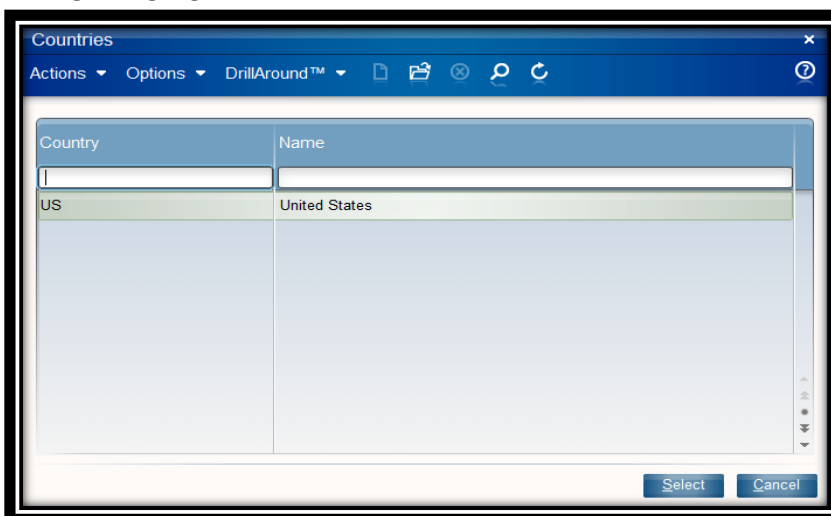 Countries
Actions Options DrillAround™
Country Name
US United States
Select Cancel